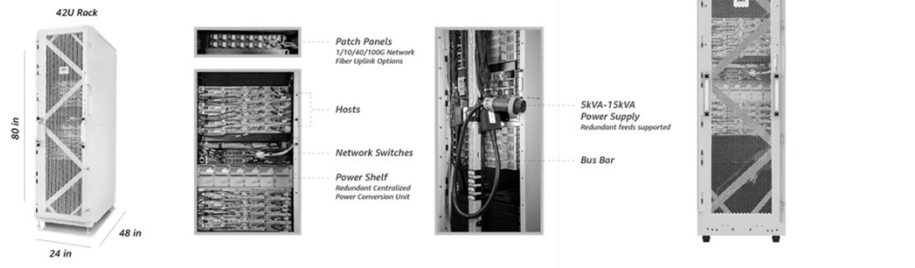 42U Rack
80 in
24 in
48 in
Patch Panels
1/10/40/100G Network
Fiber Uplink Options
Hosts
Network Switches
Power Shelf
Redundant Centralized
Power Conversion Unit
5kVA-15kVA
Power Supply
Redundant feeds supported
Bus Bar